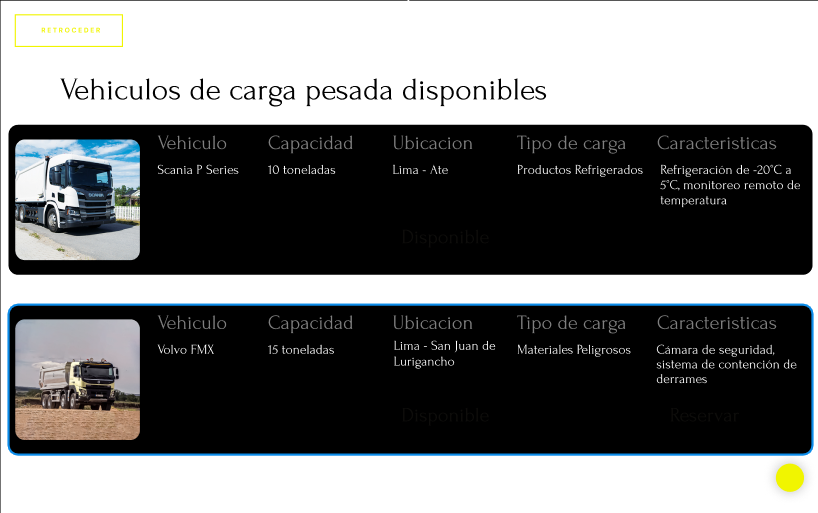 RETROCEDER
Vehiculos de carga pesada disponibles
Vehiculo Capacidad Ubicacion Tipo de carga Caracteristicas
Scania P Series 10 toneladas Lima - Ate Productos Refrigerados Refrigeración de -20°C a
5°C, monitoreo remoto de
temperatura
Disponible
Vehiculo Capacidad Ubicacion Tipo de carga Caracteristicas
Volvo FMX 15 toneladas Lima - San Juan de Materiales Peligrosos Cámara de seguridad,
Lurigancho sistema de contención de
derrames
Disponible Reservar